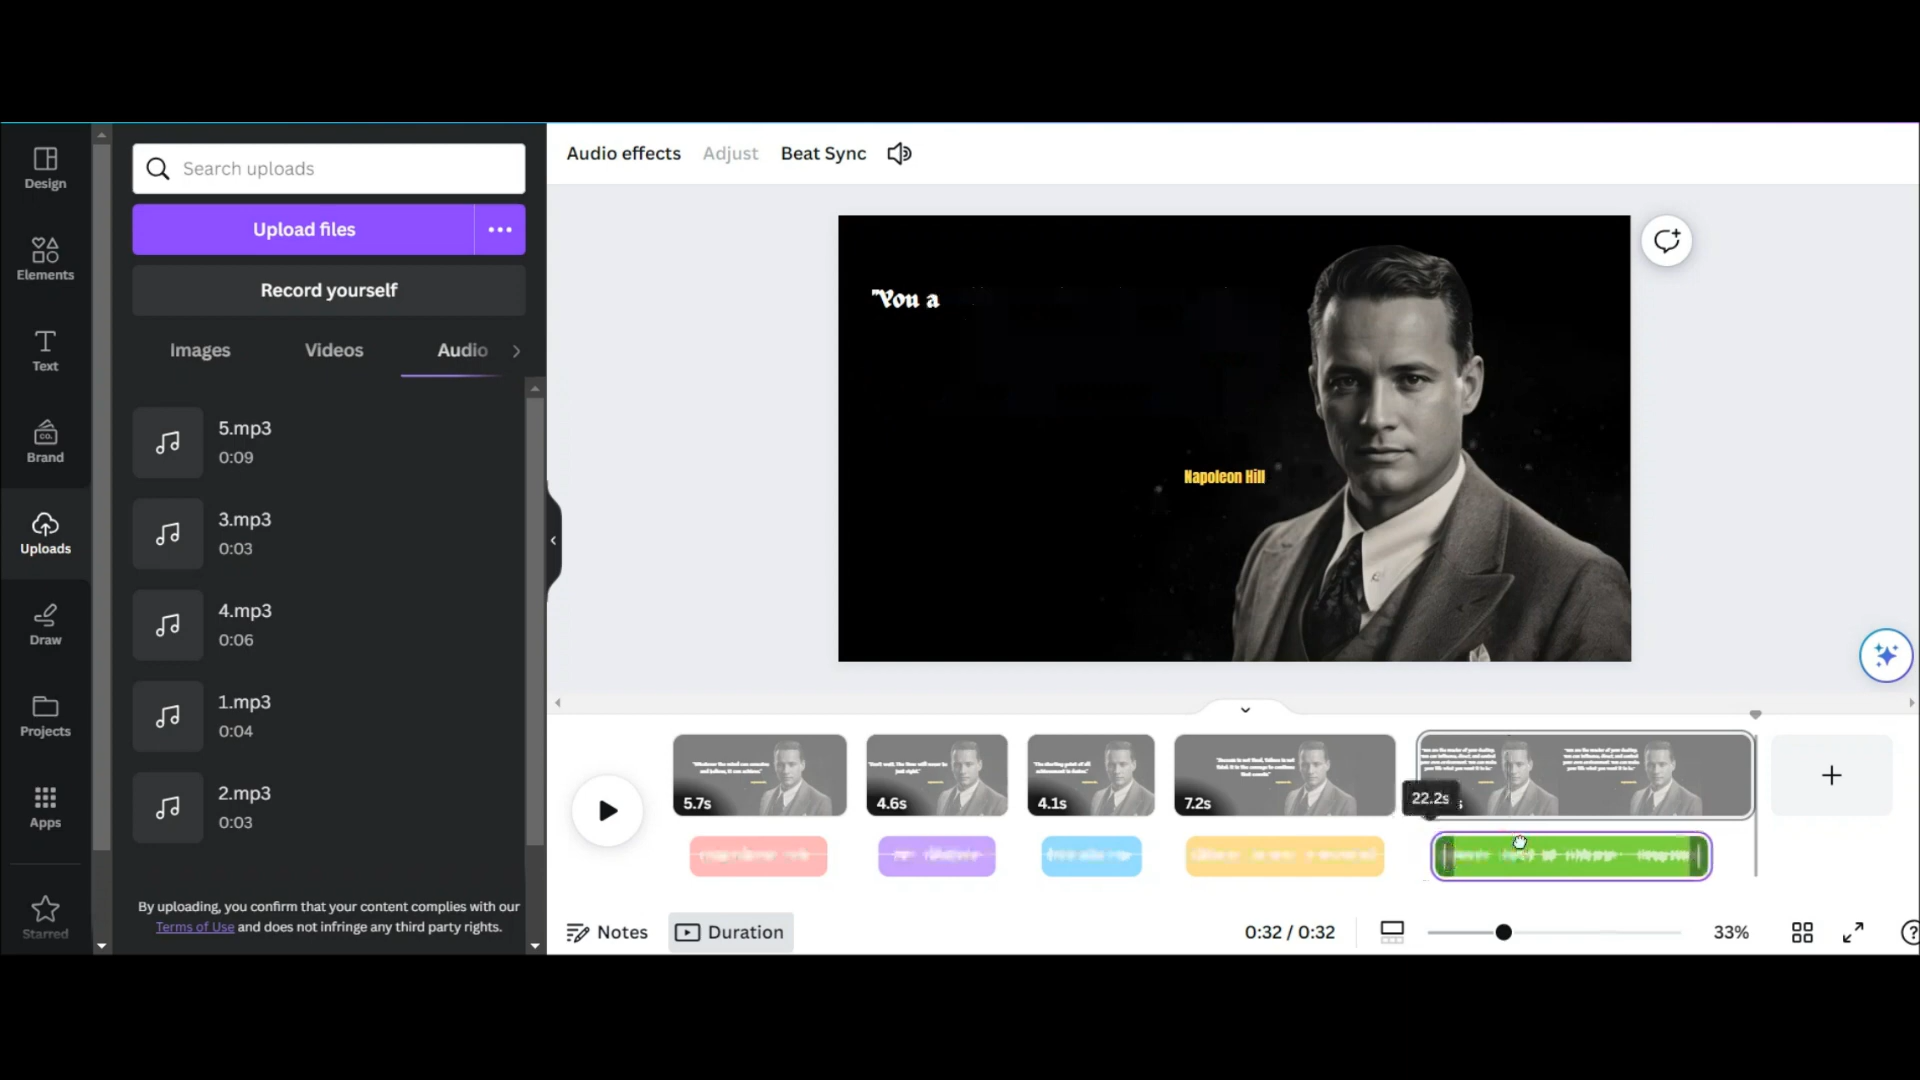 Design
Elements
Text
Brand
Uploads
Draw
Projects
Apps
Starred
Search uploads
Upload files
Record yourself
Images
Videos
Audio
5.mp3
0:09
3.mp3
0:03
4.mp3
0:06
1.mp3
0:04
2.mp3
0:03
By uploading, you confirm that your content complies with our
Terms of Use and does not infringe any third party rights.
Audio effects
Adjust
Beat Sync
"You a
Napoleon Hill
5.7s
4.6s
4.1s
7.2s
22.2s
Notes
Duration
0:32 / 0:32
33%